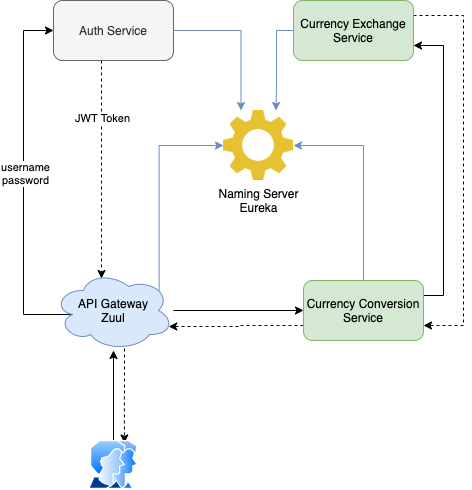 Auth Service
Currency Exchange
Service
JWT Token
username
password
Naming Server
Eureka
API Gateway
Zuul
Currency Conversion
Service